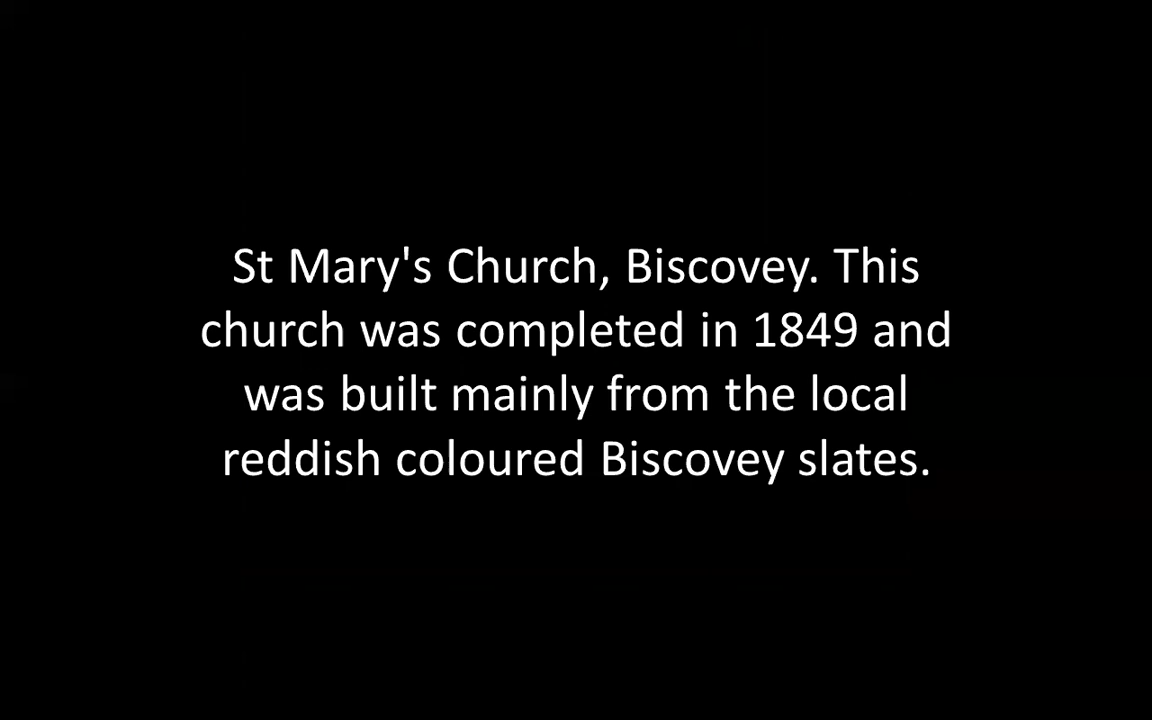 St Mary's Church, Biscovey. This
church was completed in 1849 and
was built mainly from the local
reddish coloured Biscovey slates.